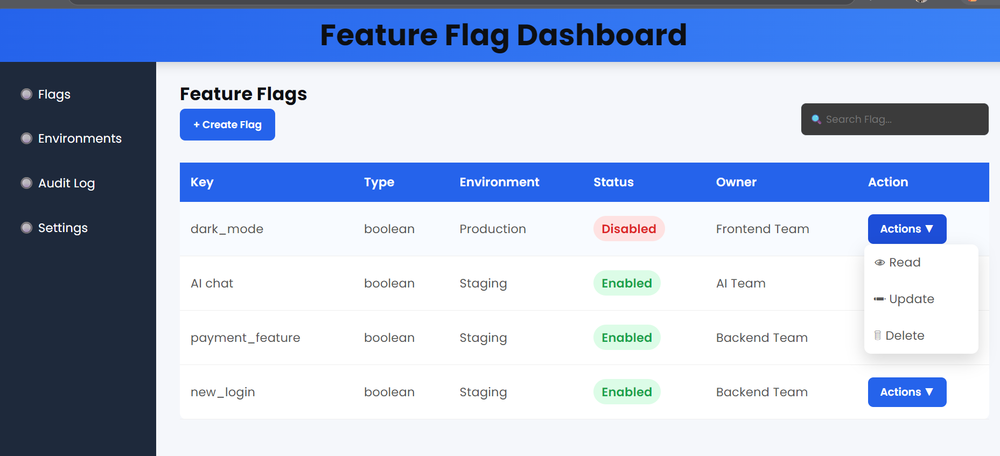 Feature Flag Dashboard
Flags
Environments
Audit Log
Settings
Feature Flags
+ Create Flag
Search Flag...
Key Type Environment Status Owner Action
dark_mode boolean Production Disabled Frontend Team Actions ▼
Read
AI chat boolean Staging Enabled AI Team
Update
payment_feature boolean Staging Enabled Backend Team
Delete
new_login boolean Staging Enabled Backend Team Actions ▼